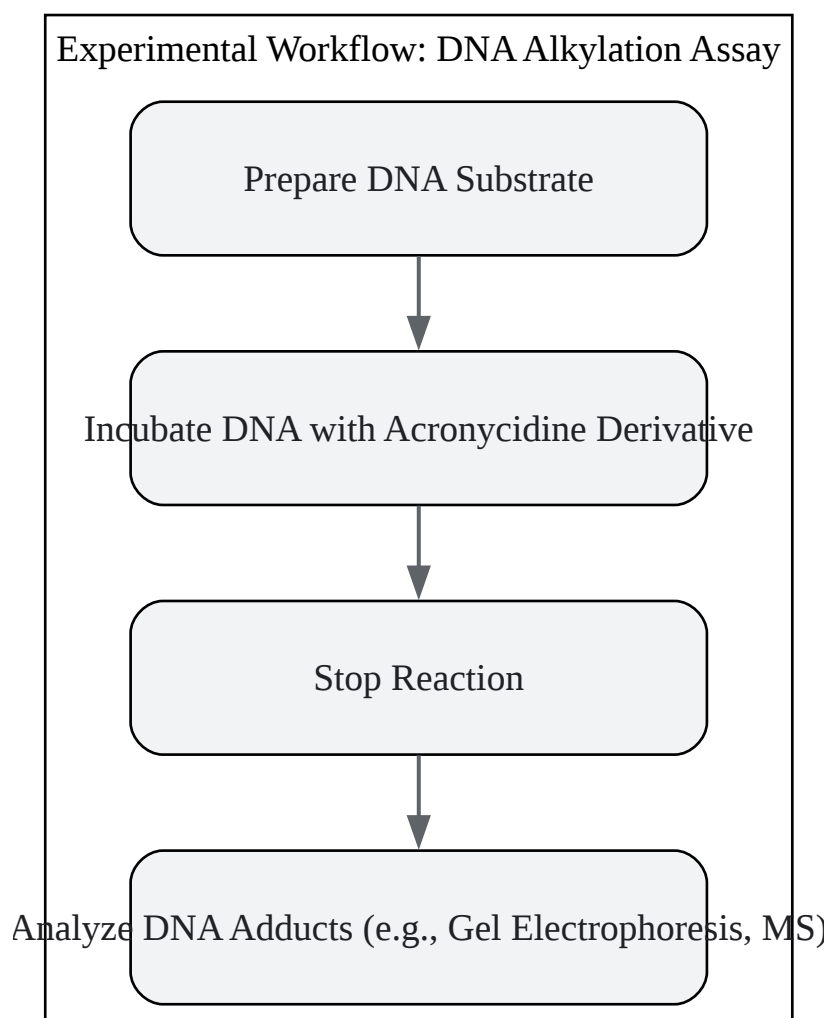 Experimental Workflow: DNA Alkylation Assay
Prepare DNA Substrate
Incubate DNA with Acronycidine Derivative
Stop Reaction
Analyze DNA Adducts (e.g., Gel Electrophoresis, MS)